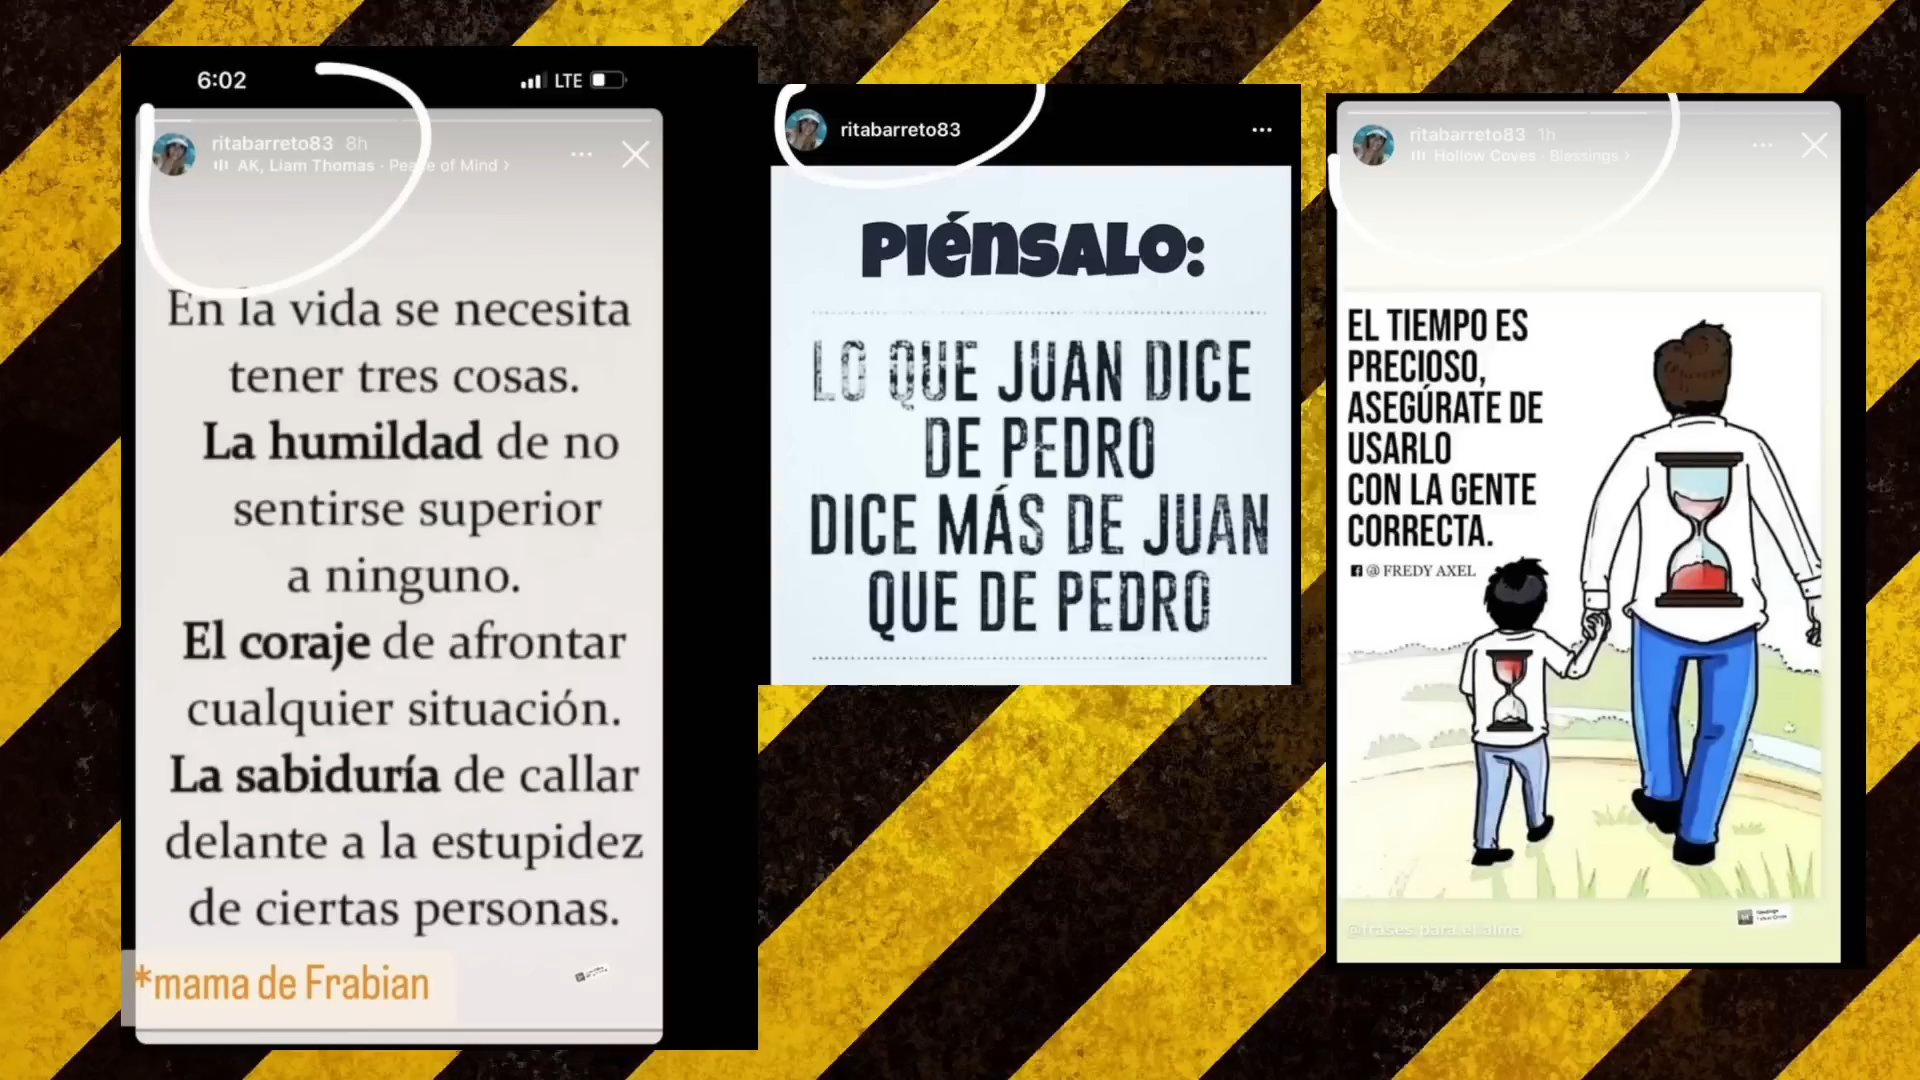 6:02
LTE
ritabarreto83 8h
AK, Liam Thomas · Peace of Mind >
En la vida se necesita
tener tres cosas.
La humildad de no
sentirse superior
a ninguno.
El coraje de afrontar
cualquier situación.
La sabiduría de callar
delante a la estupidez
de ciertas personas.
*mama de Frabian
ritabarreto83
Piénsalo:
LO QUE JUAN DICE
DE PEDRO
DICE MÁS DE JUAN
QUE DE PEDRO
ritabarreto83 1h
Hollow Coves · Blessings >
EL TIEMPO ES
PRECIOSO,
ASEGÚRATE DE
USARLO
CON LA GENTE
CORRECTA.
@ FREDY AXEL
@frases.para.el.alma